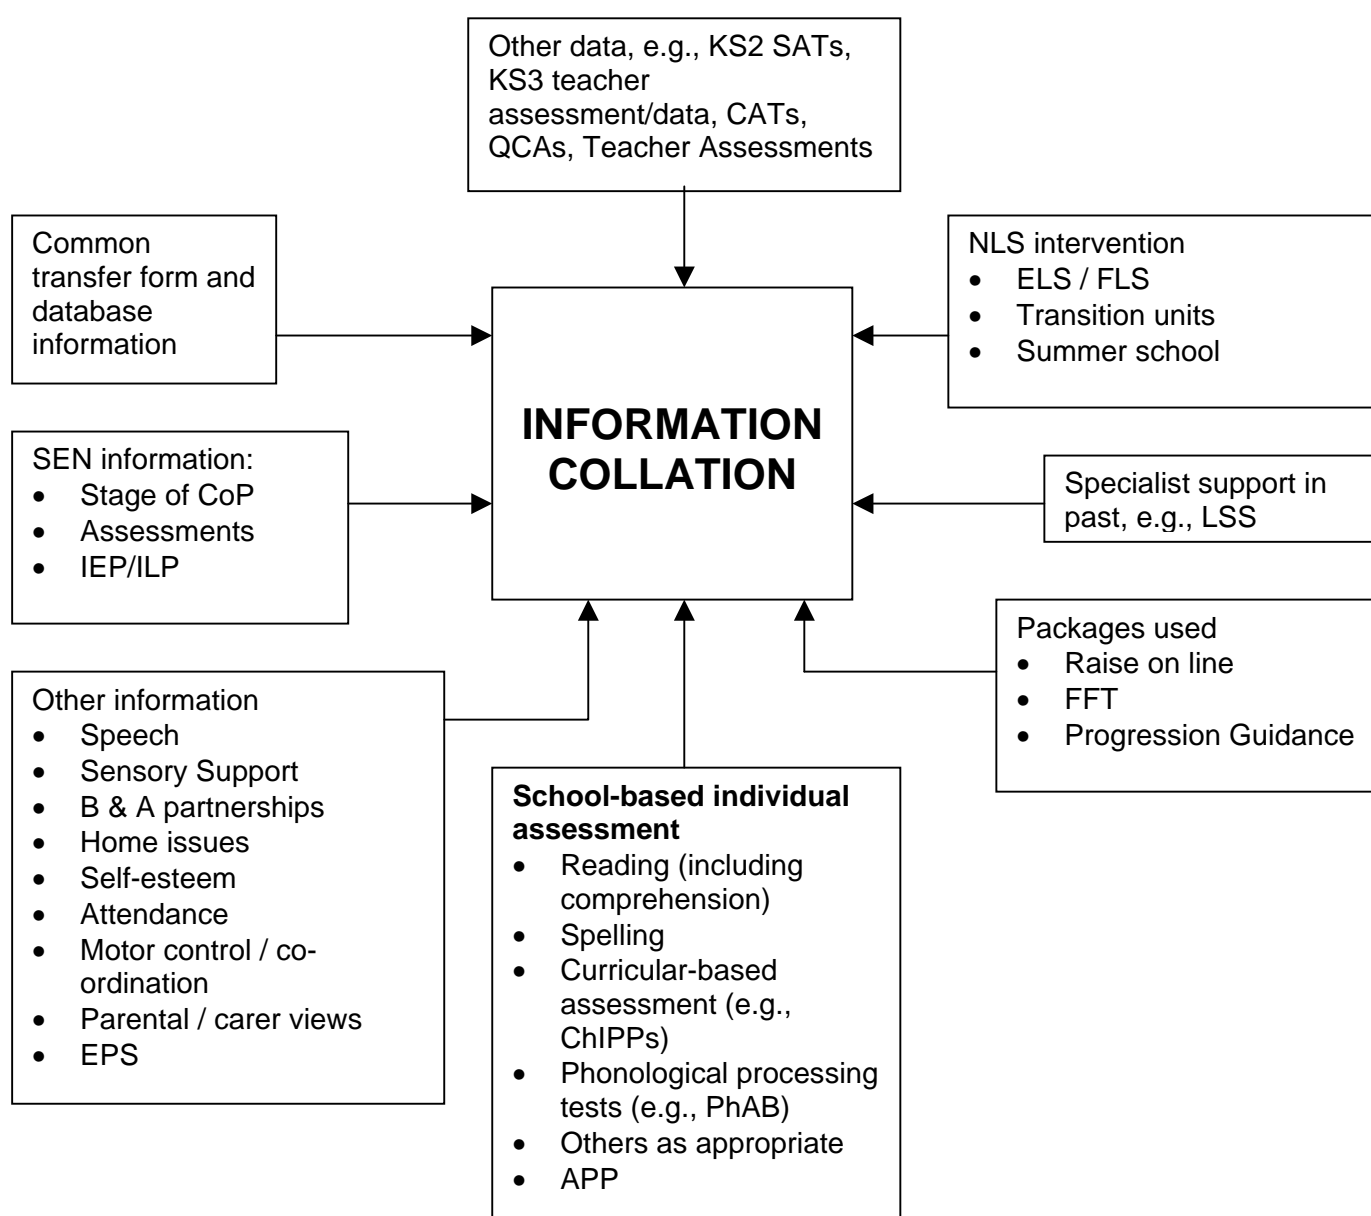 Other data, e.g., KS2 SATs,
KS3 teacher
assessment/data, CATs,
QCAs, Teacher Assessments
Common
transfer form and
database
information
NLS intervention
• ELS / FLS
• Transition units
• Summer school
INFORMATION
COLLATION
SEN information:
• Stage of CoP
• Assessments
• IEP/ILP
Specialist support in
past, e.g., LSS
Packages used
• Raise on line
• FFT
• Progression Guidance
Other information
• Speech
• Sensory Support
• B & A partnerships
• Home issues
• Self-esteem
• Attendance
• Motor control / co-
ordination
• Parental / carer views
• EPS
School-based individual
assessment
• Reading (including
comprehension)
• Spelling
• Curricular-based
assessment (e.g.,
ChIPPs)
• Phonological processing
tests (e.g., PhAB)
• Others as appropriate
• APP